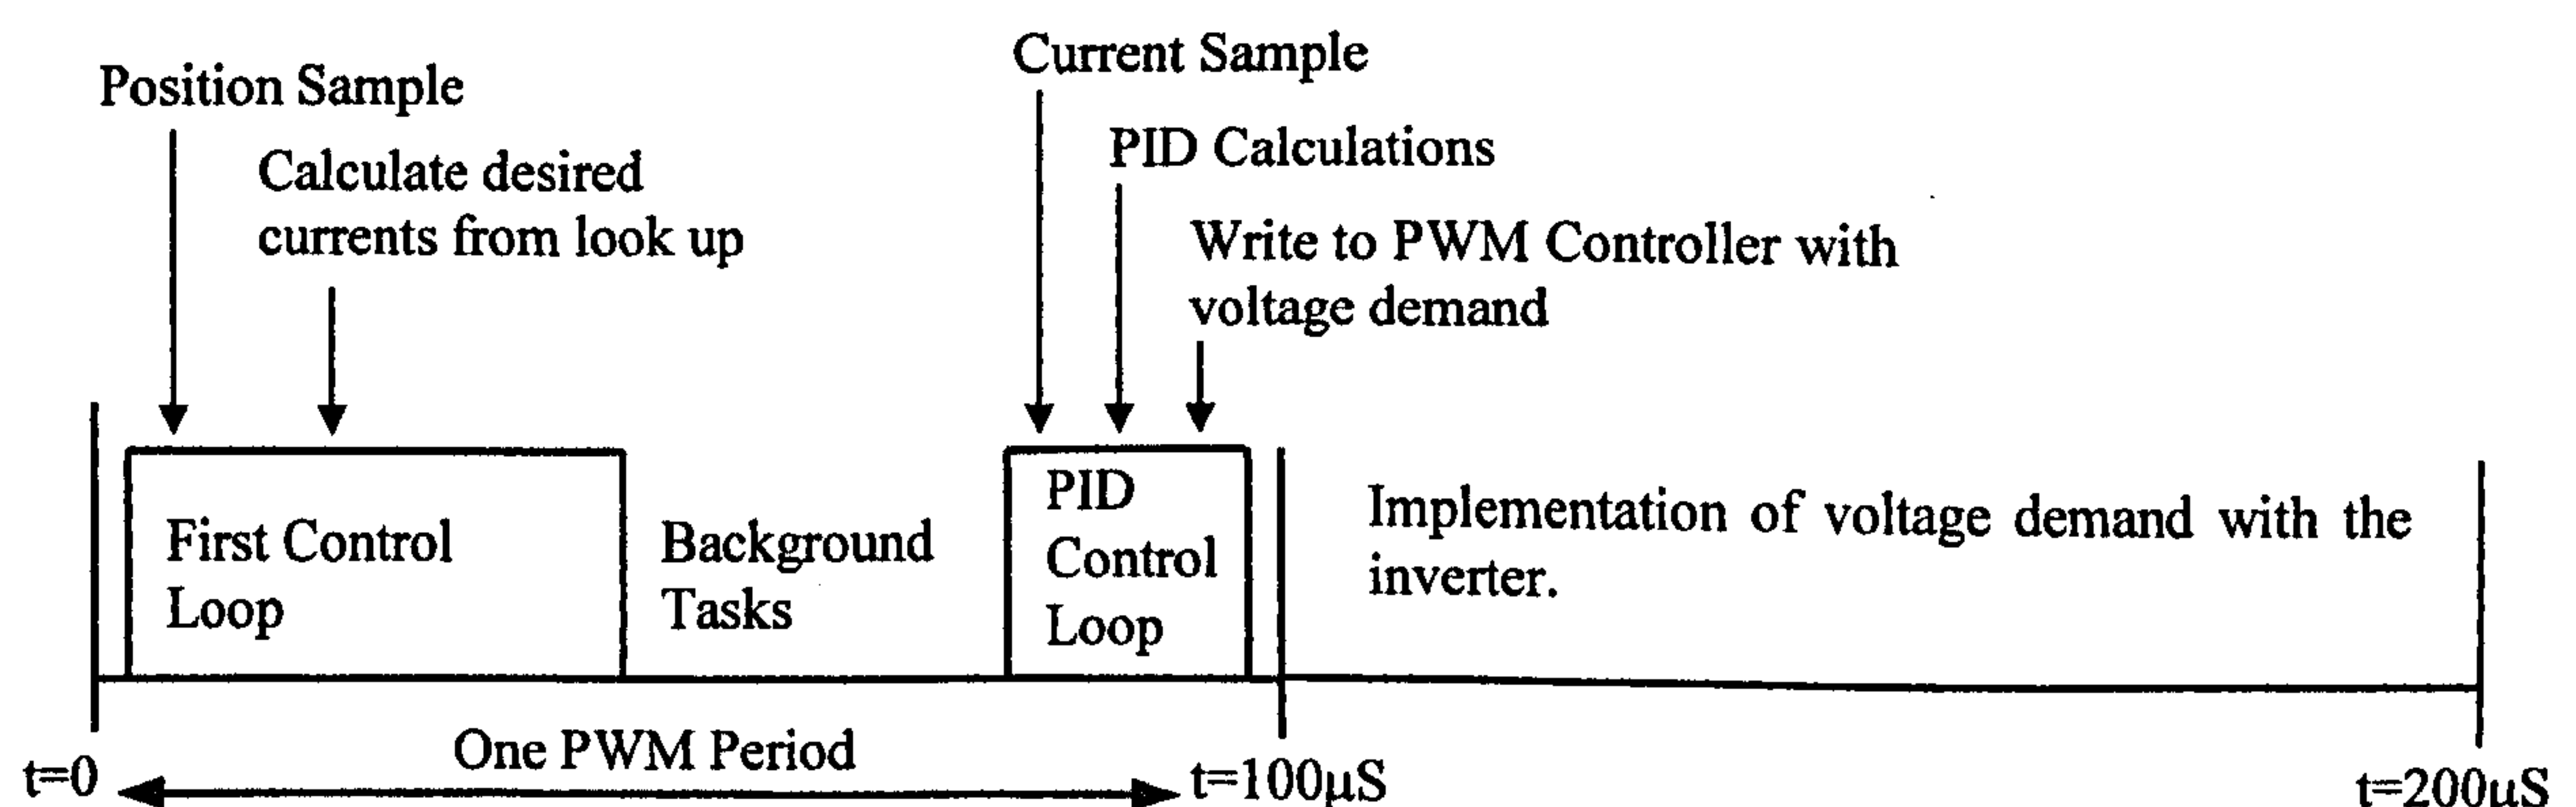 Current Sample
Position Sample
PID Calculations
Calculate desired
currents from look up
Write to PWM Controller with
voltage demand
First Control
Loop
Background
Tasks
PID
Control
Loop
Implementation of voltage demand with the
inverter.
One PWM Period
t=0
t=100µS
t=200µS